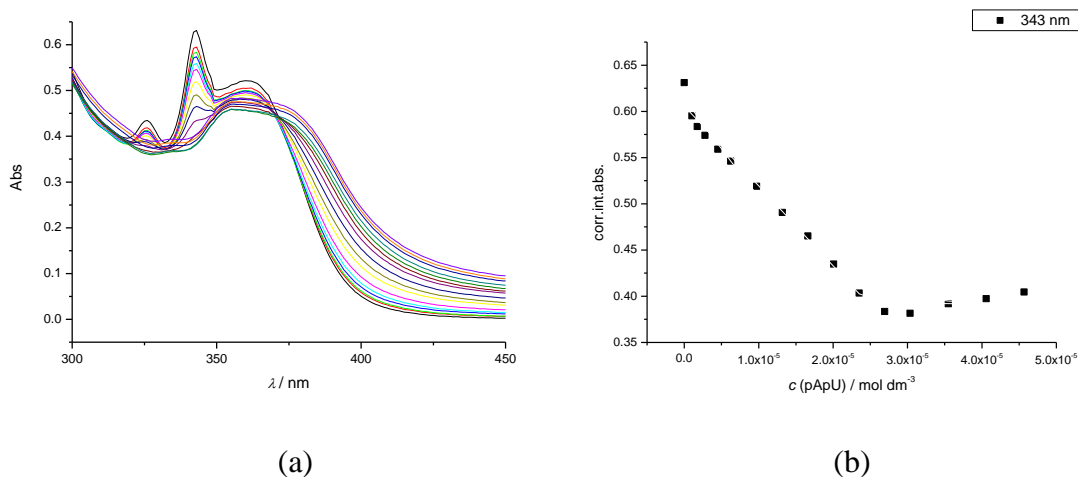 343 nm
0.6
0.5
0.4
0.3
0.2
0.1
0.0
Abs
300
350
400
450
λ / nm
0.65
0.60
0.55
0.50
0.45
0.40
0.35
corr.int.abs.
0.0
1.0x10⁻⁵
2.0x10⁻⁵
3.0x10⁻⁵
4.0x10⁻⁵
5.0x10⁻⁵
c (pApU) / mol dm⁻³
(a)
(b)